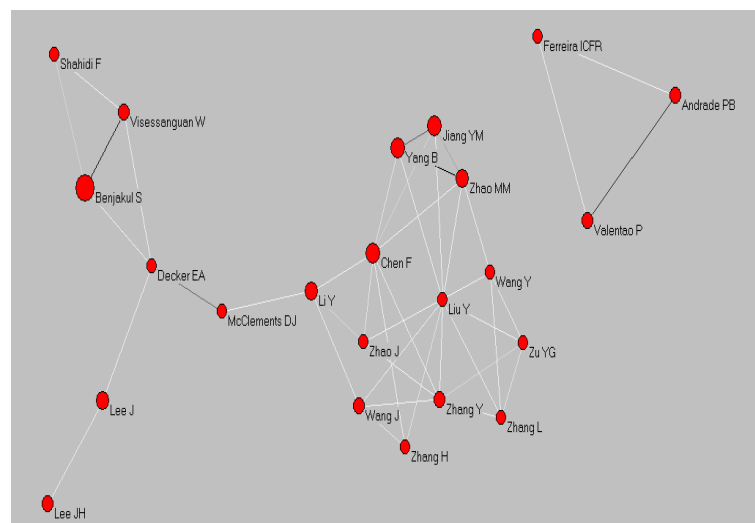 Ferreira ICFR
Shahidi F
Andrade PB
Visessanguan W
Jiang YM
Yang B
Zhao MM
Benjakul S
Valentao P
Chen F
Decker EA
Wang Y
Li Y
Liu Y
McClements DJ
Zhao J
Zu YG
Lee J
Wang J
Zhang Y
Zhang L
Zhang H
Lee JH